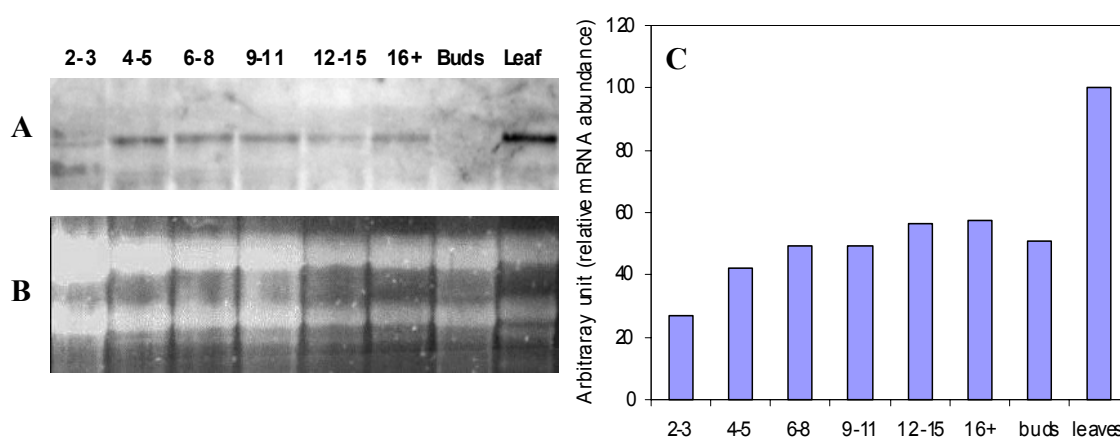 2-3 4-5 6-8 9-11 12-15 16+ Buds Leaf
A
B
C
Arbitraray unit (relative mRNA abundance)
120
100
80
60
40
20
0
2-3 4-5 6-8 9-11 12-15 16+ buds leaves